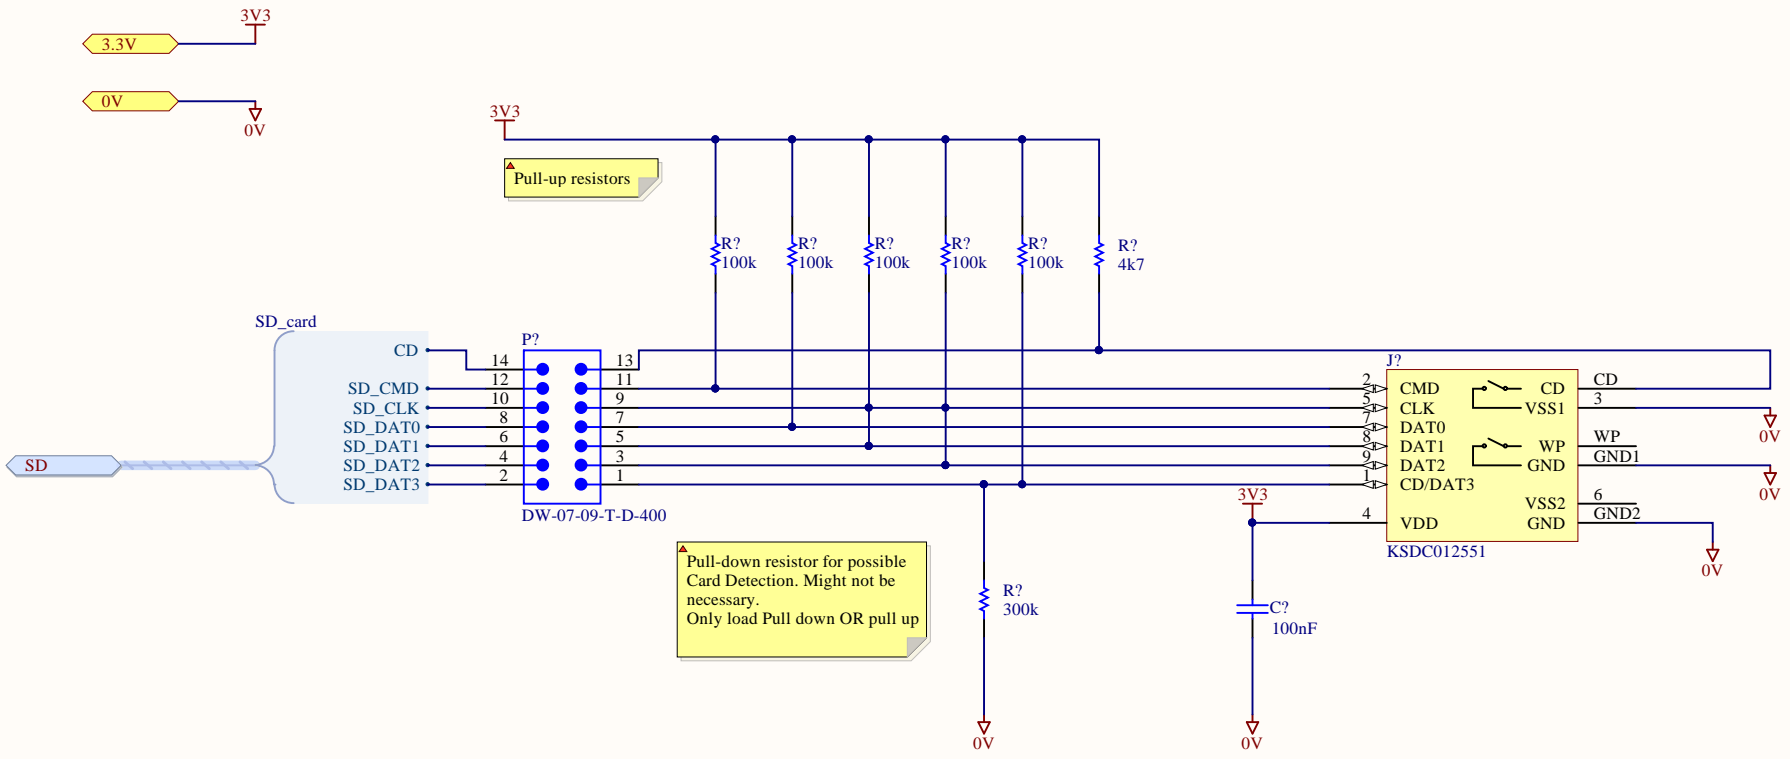 3V3
3.3V
0V
0V
3V3
Pull-up resistors
R?
100k
R?
100k
R?
100k
R?
100k
R?
100k
R?
4k7
SD_card
SD
CD
SD_CMD
SD_CLK
SD_DAT0
SD_DAT1
SD_DAT2
SD_DAT3
P?
14
12
10
8
6
4
2
13
11
9
7
5
3
1
DW-07-09-T-D-400
Pull-down resistor for possible
Card Detection. Might not be
necessary.
Only load Pull down OR pull up
R?
300k
0V
3V3
C?
100nF
0V
J?
2
5
7
8
9
1
4
CMD
CLK
DAT0
DAT1
DAT2
CD/DAT3
VDD
CD
VSS1
WP
GND
VSS2
GND
CD
3
WP
GND1
6
GND2
KSDC012551
0V
0V
0V